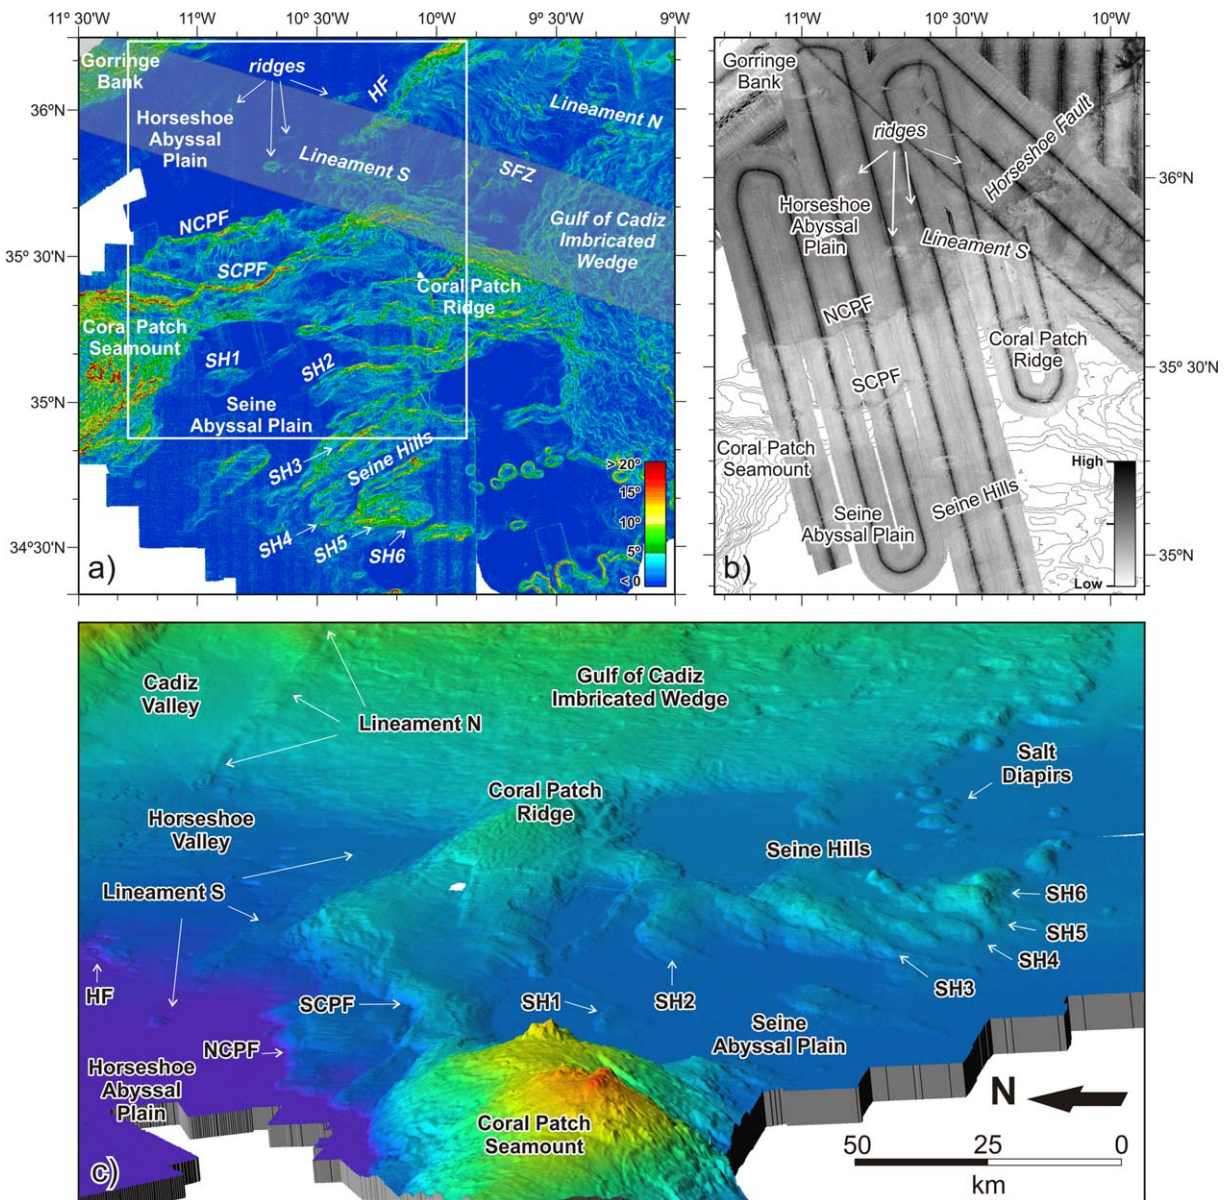 11° 30'W
11° 00'W
10° 30'W
10° 00'W
9° 30'W
9° 00'W
36°N
35° 30'N
35°N
34°30'N
Gorringe
Bank
ridges
HF
Lineament N
Horseshoe
Abyssal
Plain
Lineament S
SFZ
NCPF
Gulf of Cadiz
Imbricated
Wedge
SCPF
Coral Patch
Ridge
Coral Patch
Seamount
SH1
SH2
Seine
Abyssal Plain
SH3
Seine Hills
SH4
SH5
SH6
> 20°
15°
10°
5°
< 0
a)
11°00'W
10°30'W
10°00'W
36°N
35° 30'N
35°N
Gorringe
Bank
ridges
Horseshoe Fault
Horseshoe
Abyssal
Plain
Lineament S
NCPF
Coral Patch
Ridge
SCPF
Coral Patch
Seamount
Seine
Abyssal Plain
Seine Hills
High
Low
b)
Cadiz
Valley
Lineament N
Gulf of Cadiz
Imbricated Wedge
Salt
Diapirs
Coral Patch
Ridge
Horseshoe
Valley
Seine Hills
Lineament S
SH6
SH5
SH4
SH3
HF
SCPF
SH1
SH2
NCPF
Seine
Abyssal Plain
Horseshoe
Abyssal
Plain
Coral Patch
Seamount
N
50
25
0
km
c)